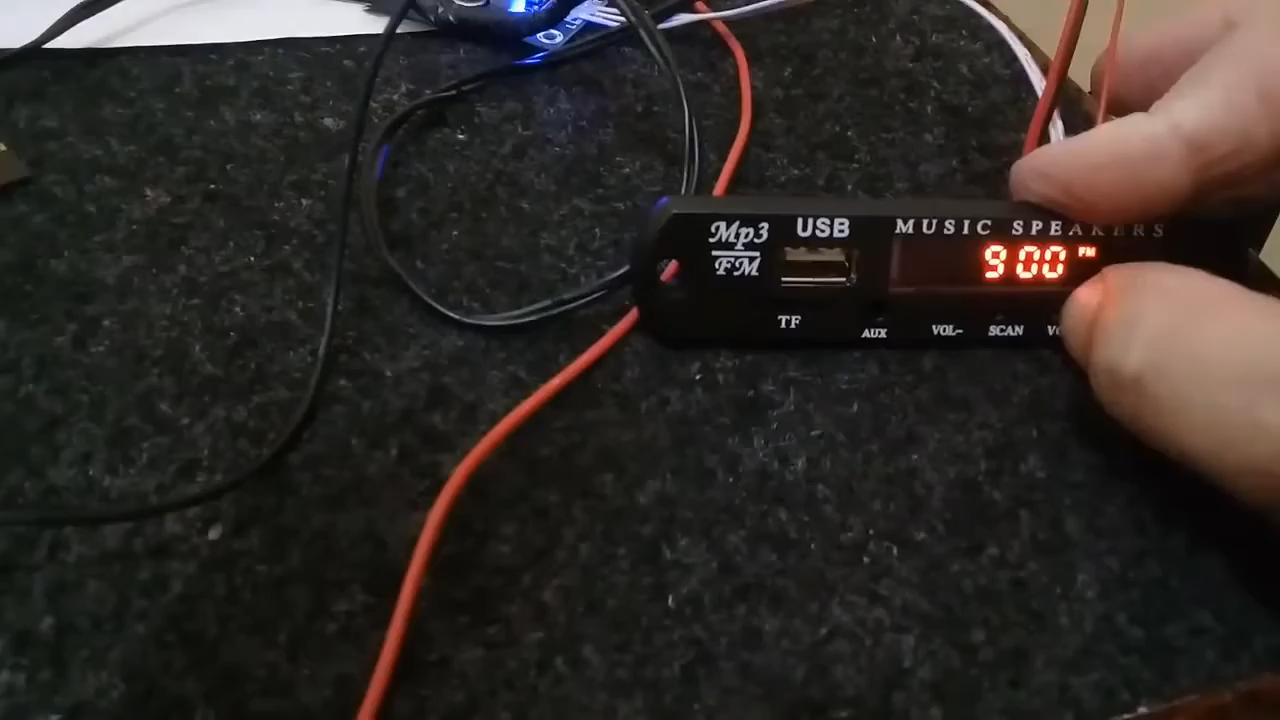 Mp3
FM
USB
MUSIC SPEAKERS
900 FM
TF
AUX
VOL-
SCAN